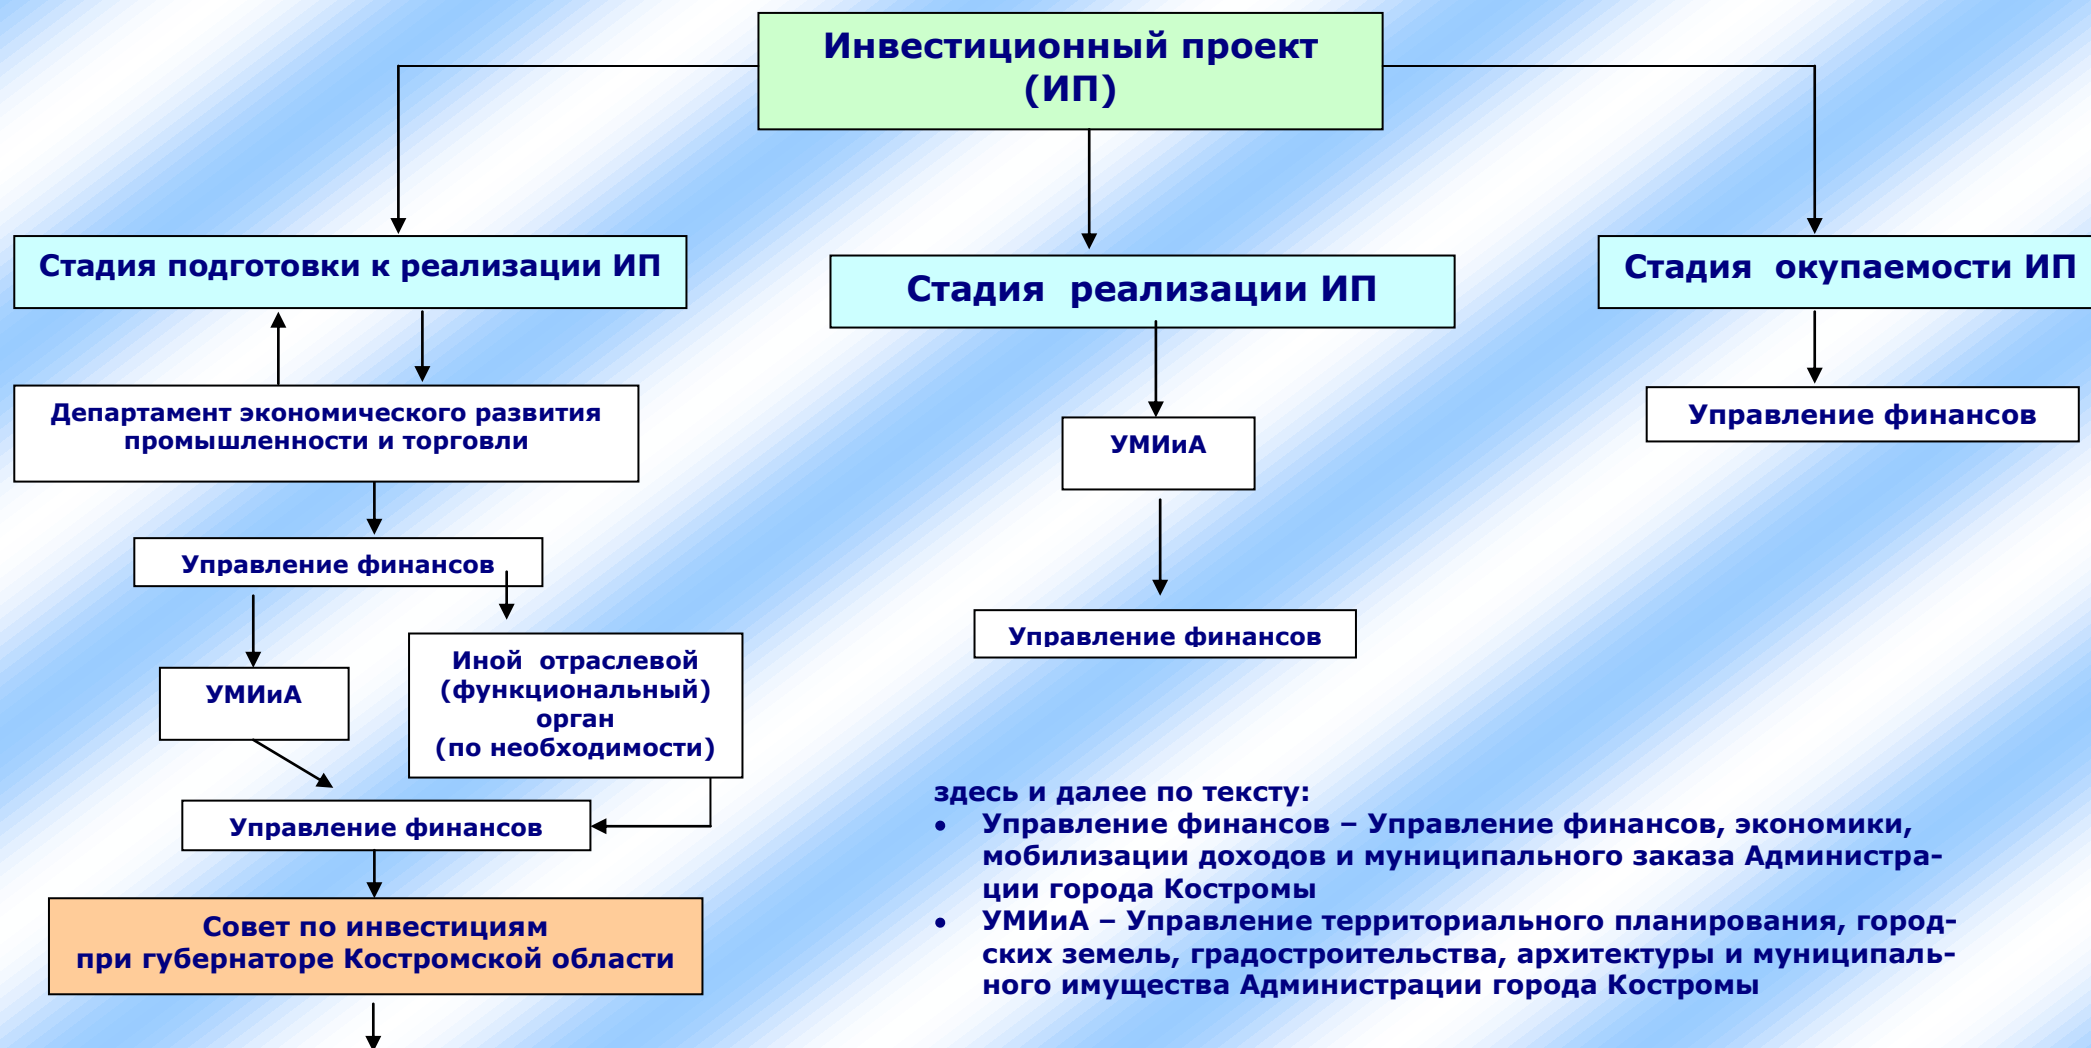 Инвестиционный проект
(ИП)
Стадия подготовки к реализации ИП
Стадия реализации ИП
Стадия окупаемости ИП
Департамент экономического развития
промышленности и торговли
УМИиА
Управление финансов
Управление финансов
УМИиА
Иной отраслевой
(функциональный)
орган
(по необходимости)
Управление финансов
Управление финансов
Совет по инвестициям
при губернаторе Костромской области
здесь и далее по тексту:
• Управление финансов – Управление финансов, экономики,
мобилизации доходов и муниципального заказа Администра-
ции города Костромы
• УМИиА – Управление территориального планирования, город-
ских земель, градостроительства, архитектуры и муниципаль-
ного имущества Администрации города Костромы